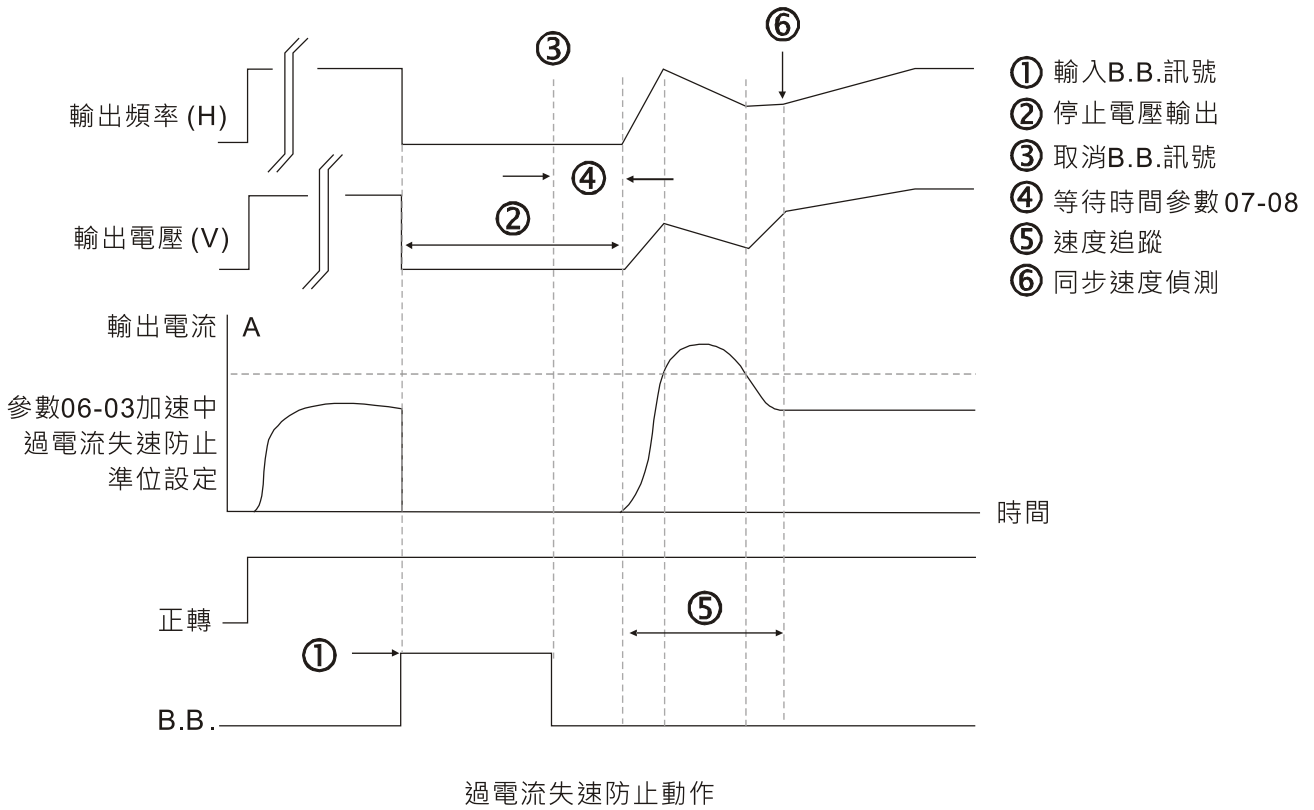 ③
⑥
輸出頻率 (H)
④
②
輸出電壓 (V)
① 輸入B.B.訊號
② 停止電壓輸出
③ 取消B.B.訊號
④ 等待時間參數 07-08
⑤ 速度追蹤
⑥ 同步速度偵測
輸出電流 A
參數06-03加速中
過電流失速防止
準位設定
時間
正轉
⑤
①
B.B.
過電流失速防止動作